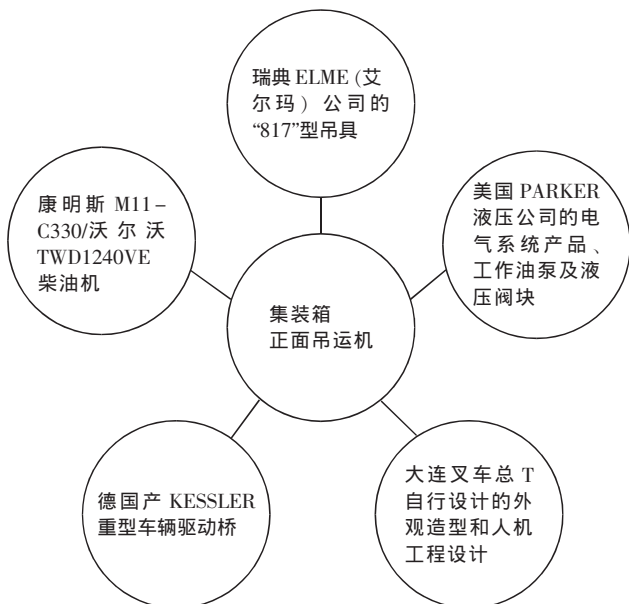 瑞典 ELME (艾
尔玛) 公司的
“817”型吊具
康明斯 M11–
C330/沃尔沃
TWD1240VE
柴油机
美国 PARKER
液压公司的电
气系统产品、
工作油泵及液
压阀块
集装箱
正面吊运机
德国产 KESSLER
重型车辆驱动桥
大连叉车总 T
自行设计的外
观造型和人机
工程设计